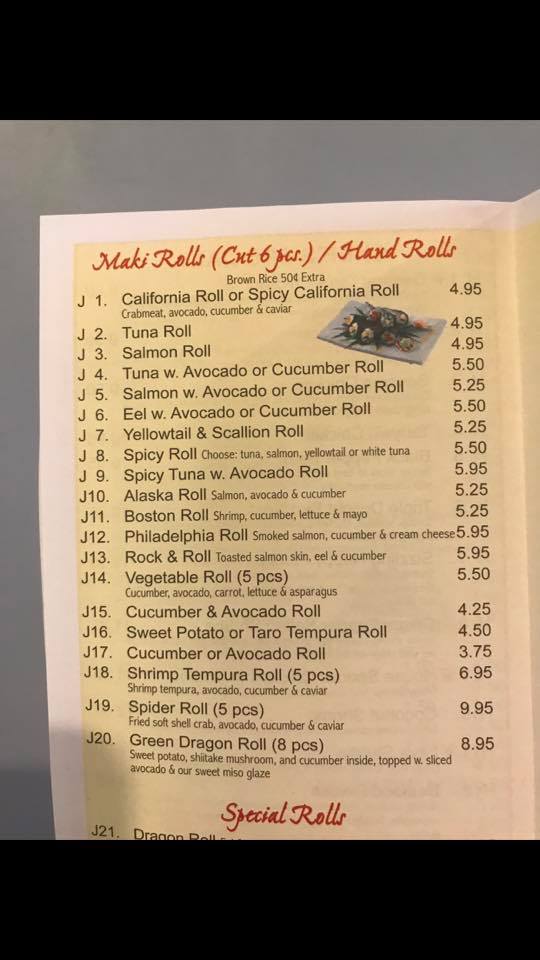 Maki Rolls (Cut 6 pcs.) / Hand Rolls
Brown Rice 50¢ Extra
J 1. California Roll or Spicy California Roll 4.95
Crabmeat, avocado, cucumber & caviar
J 2. Tuna Roll 4.95
J 3. Salmon Roll 4.95
J 4. Tuna w. Avocado or Cucumber Roll 5.50
J 5. Salmon w. Avocado or Cucumber Roll 5.25
J 6. Eel w. Avocado or Cucumber Roll 5.50
J 7. Yellowtail & Scallion Roll 5.25
J 8. Spicy Roll Choose: tuna, salmon, yellowtail or white tuna 5.50
J 9. Spicy Tuna w. Avocado Roll 5.95
J10. Alaska Roll Salmon, avocado & cucumber 5.25
J11. Boston Roll Shrimp, cucumber, lettuce & mayo 5.25
J12. Philadelphia Roll Smoked salmon, cucumber & cream cheese 5.95
J13. Rock & Roll Toasted salmon skin, eel & cucumber 5.95
J14. Vegetable Roll (5 pcs) 5.50
Cucumber, avocado, carrot, lettuce & asparagus
J15. Cucumber & Avocado Roll 4.25
J16. Sweet Potato or Taro Tempura Roll 4.50
J17. Cucumber or Avocado Roll 3.75
J18. Shrimp Tempura Roll (5 pcs) 6.95
Shrimp tempura, avocado, cucumber & caviar
J19. Spider Roll (5 pcs) 9.95
Fried soft shell crab, avocado, cucumber & caviar
J20. Green Dragon Roll (8 pcs) 8.95
Sweet potato, shiitake mushroom, and cucumber inside, topped w. sliced
avocado & our sweet miso glaze
Special Rolls
J21. Dragon Roll